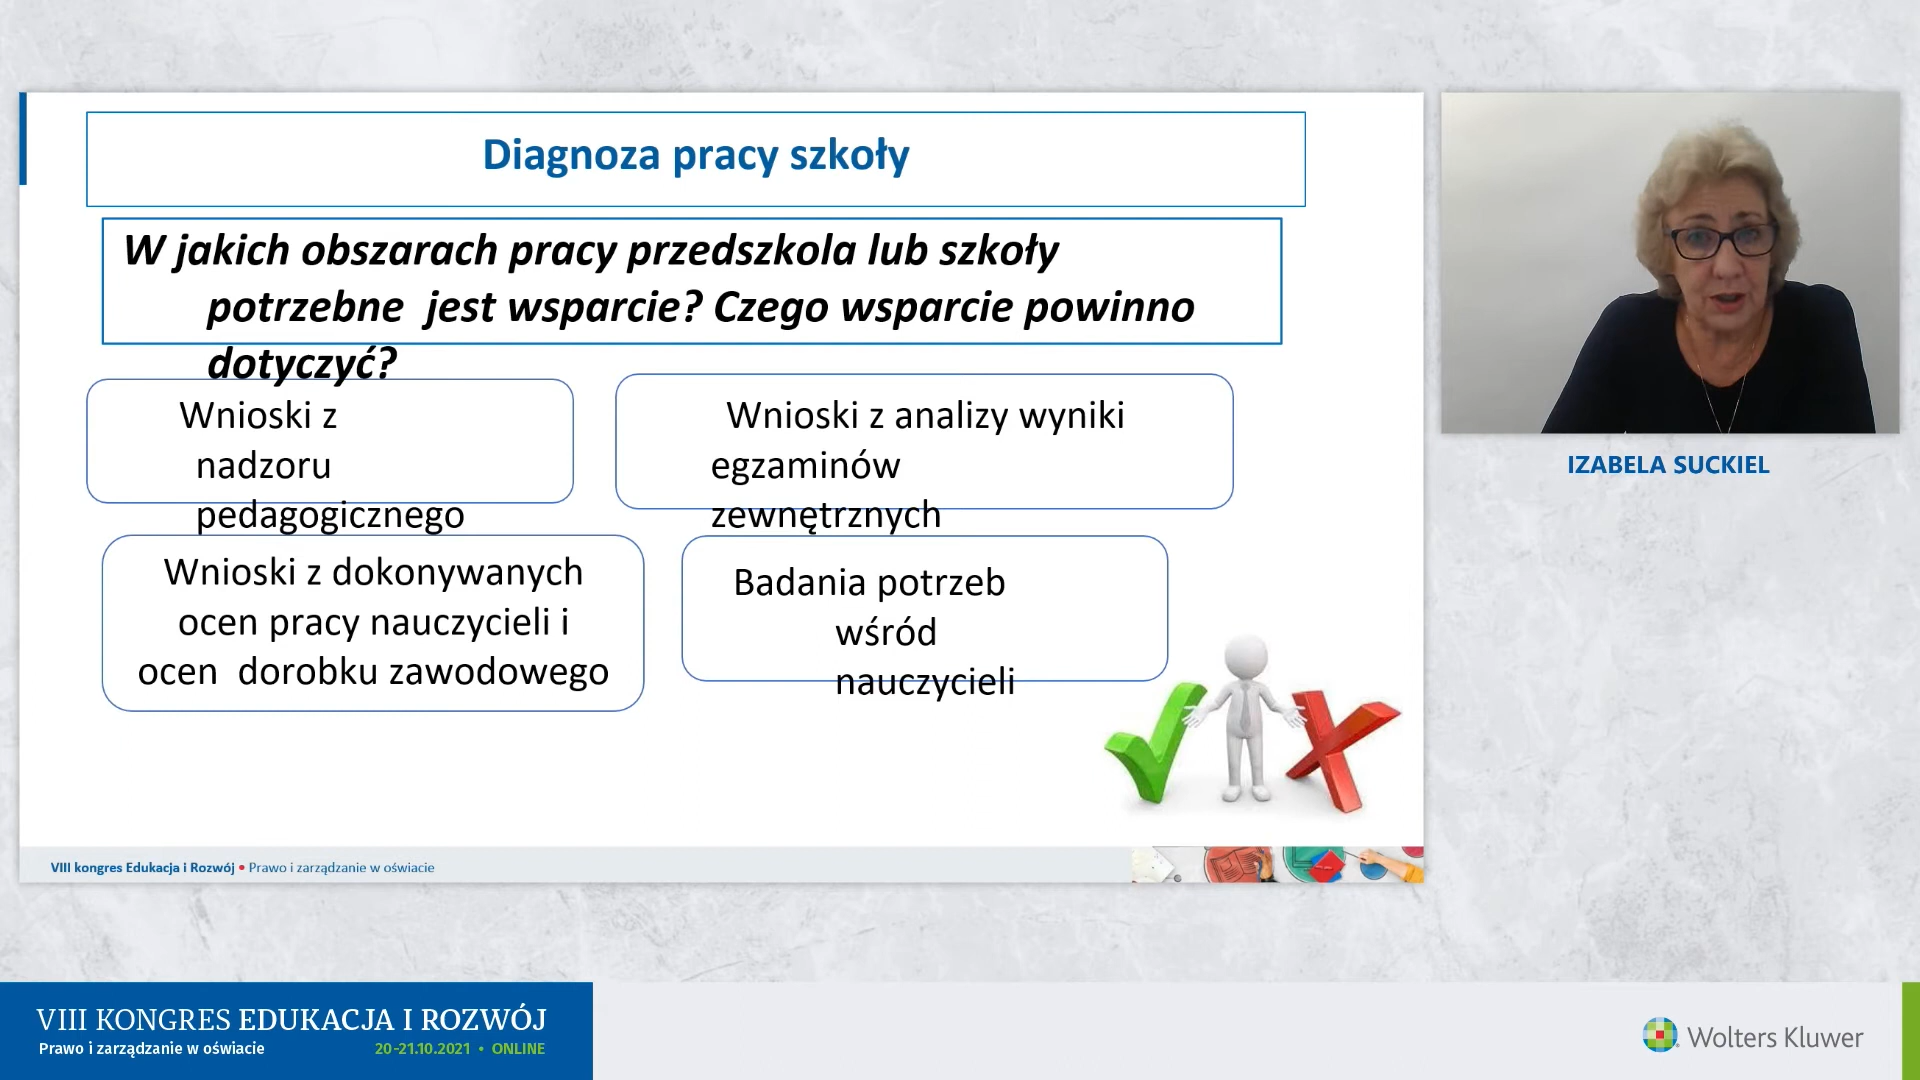 Diagnoza pracy szkoły
W jakich obszarach pracy przedszkola lub szkoły
potrzebne jest wsparcie? Czego wsparcie powinno
dotyczyć?
Wnioski z
nadzoru
pedagogicznego
Wnioski z analizy wyniki
egzaminów
zewnętrznych
Wnioski z dokonywanych
ocen pracy nauczycieli i
ocen dorobku zawodowego
Badania potrzeb
wśród
nauczycieli
VIII kongres Edukacja i Rozwój • Prawo i zarządzanie w oświacie
IZABELA SUCKIEL
VIII KONGRES EDUKACJA I ROZWÓJ
Prawo i zarządzanie w oświacie 20-21.10.2021 • ONLINE
Wolters Kluwer